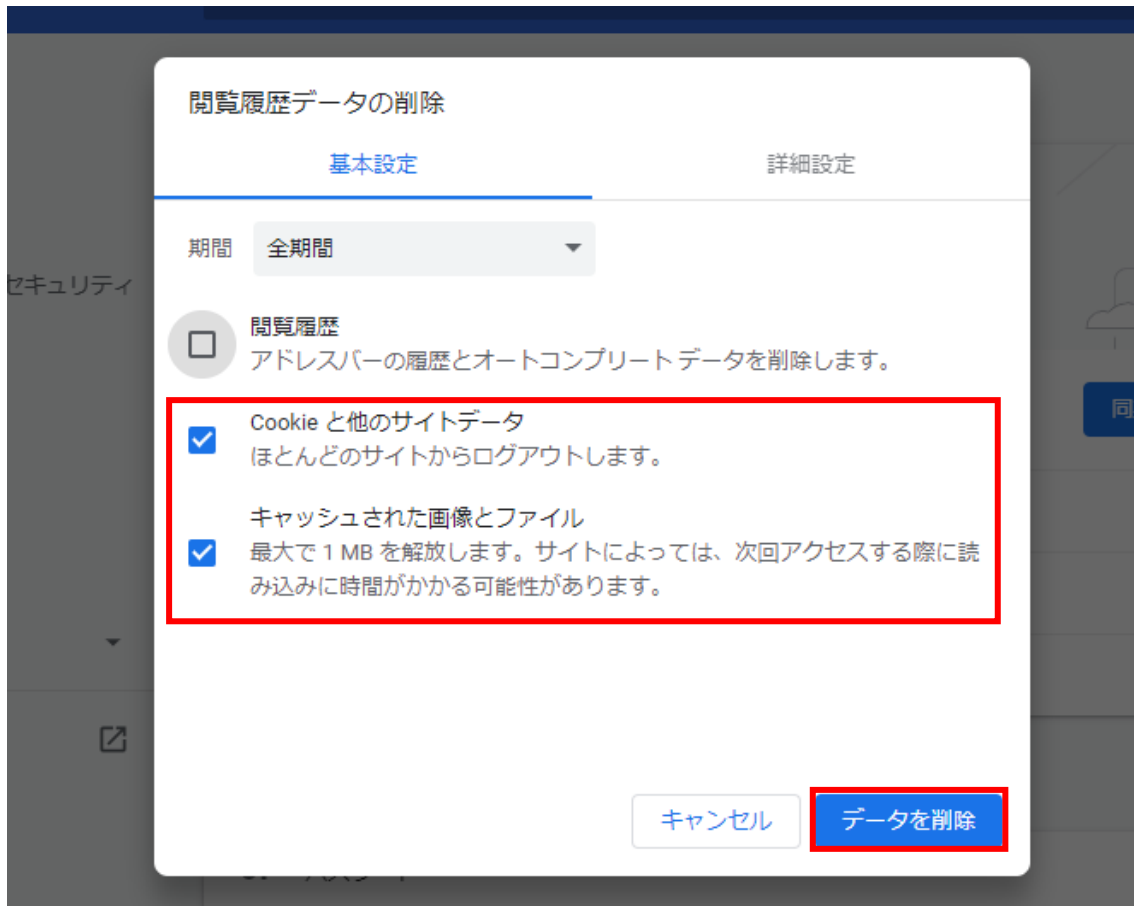 閲覧履歴データの削除
基本設定
詳細設定
期間
全期間
セキュリティ
閲覧履歴
アドレスバーの履歴とオートコンプリート データを削除します。
同
Cookie と他のサイトデータ
ほとんどのサイトからログアウトします。
キャッシュされた画像とファイル
最大で 1 MB を解放します。サイトによっては、次回アクセスする際に読
み込みに時間がかかる可能性があります。
キャンセル
データを削除